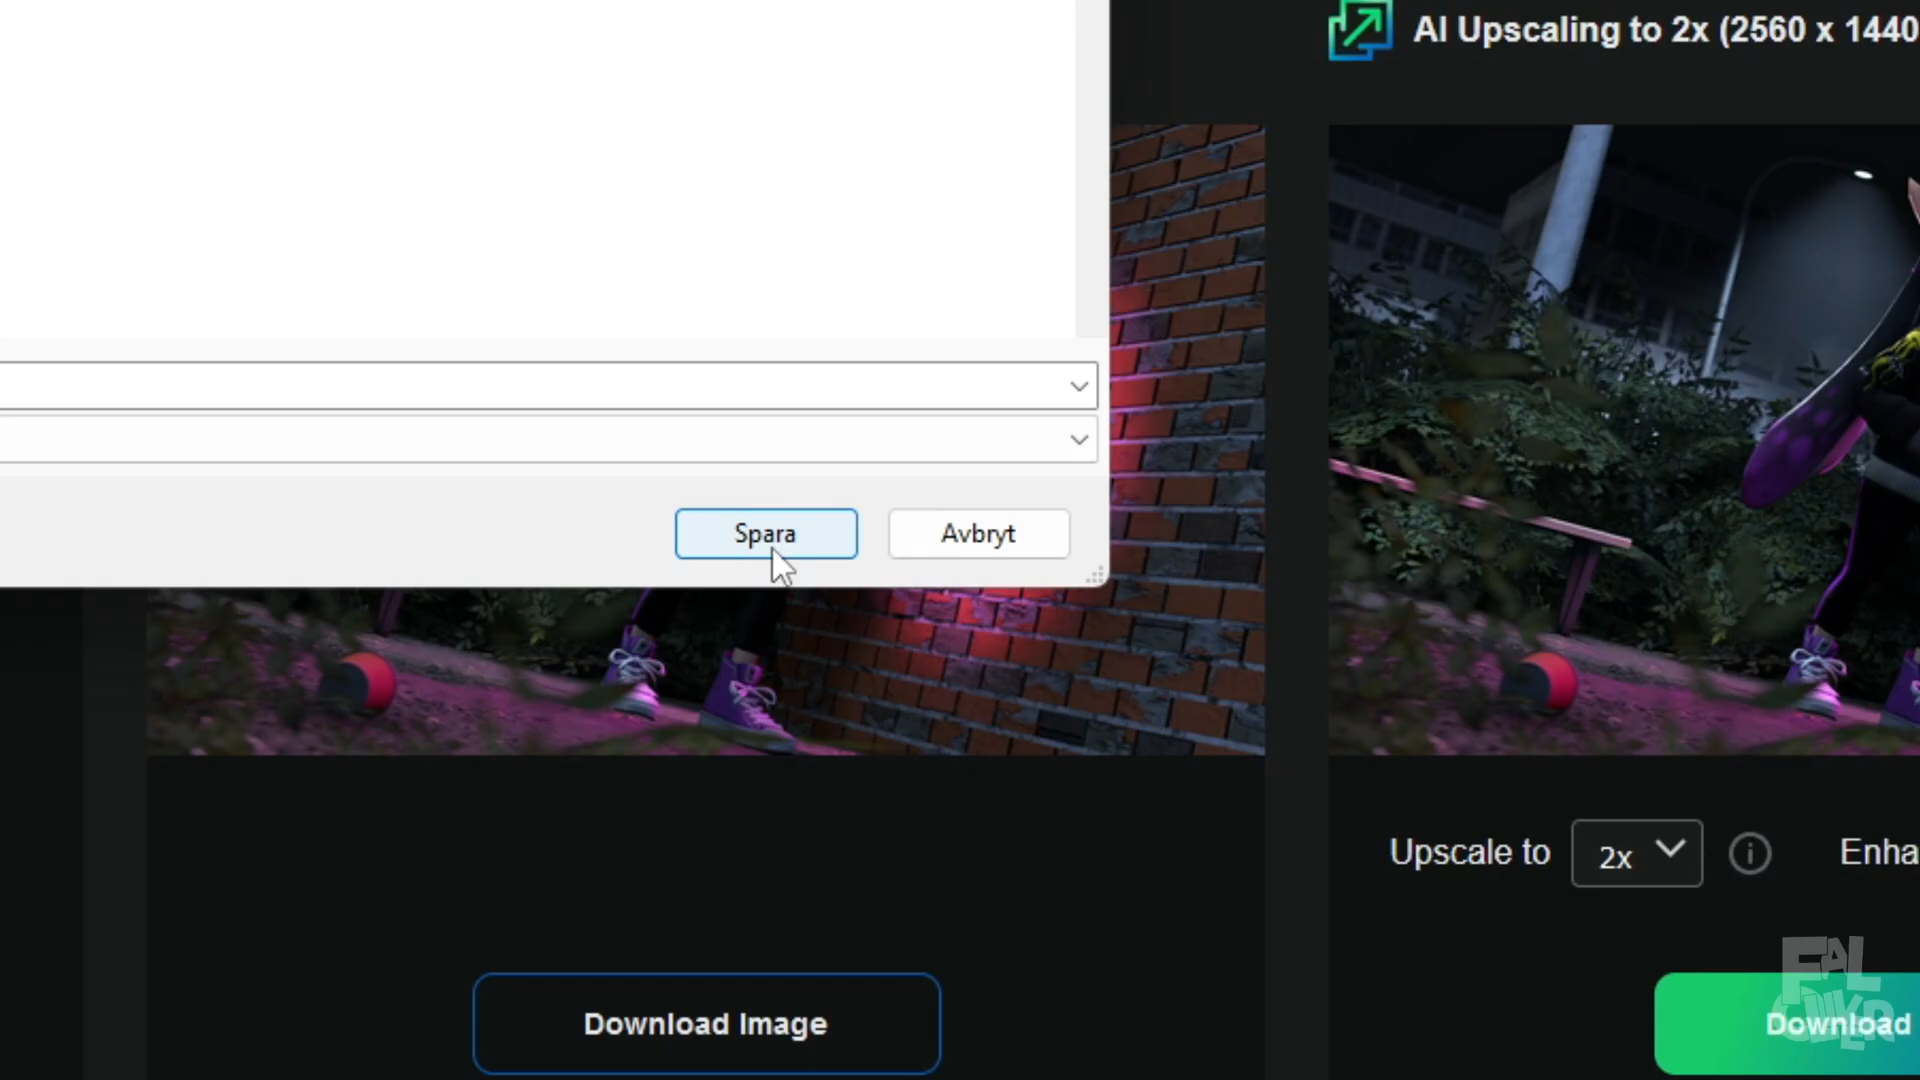 AI Upscaling to 2x (2560 x 1440
Spara
Avbryt
Upscale to
2x
Enha
Download Image
Download